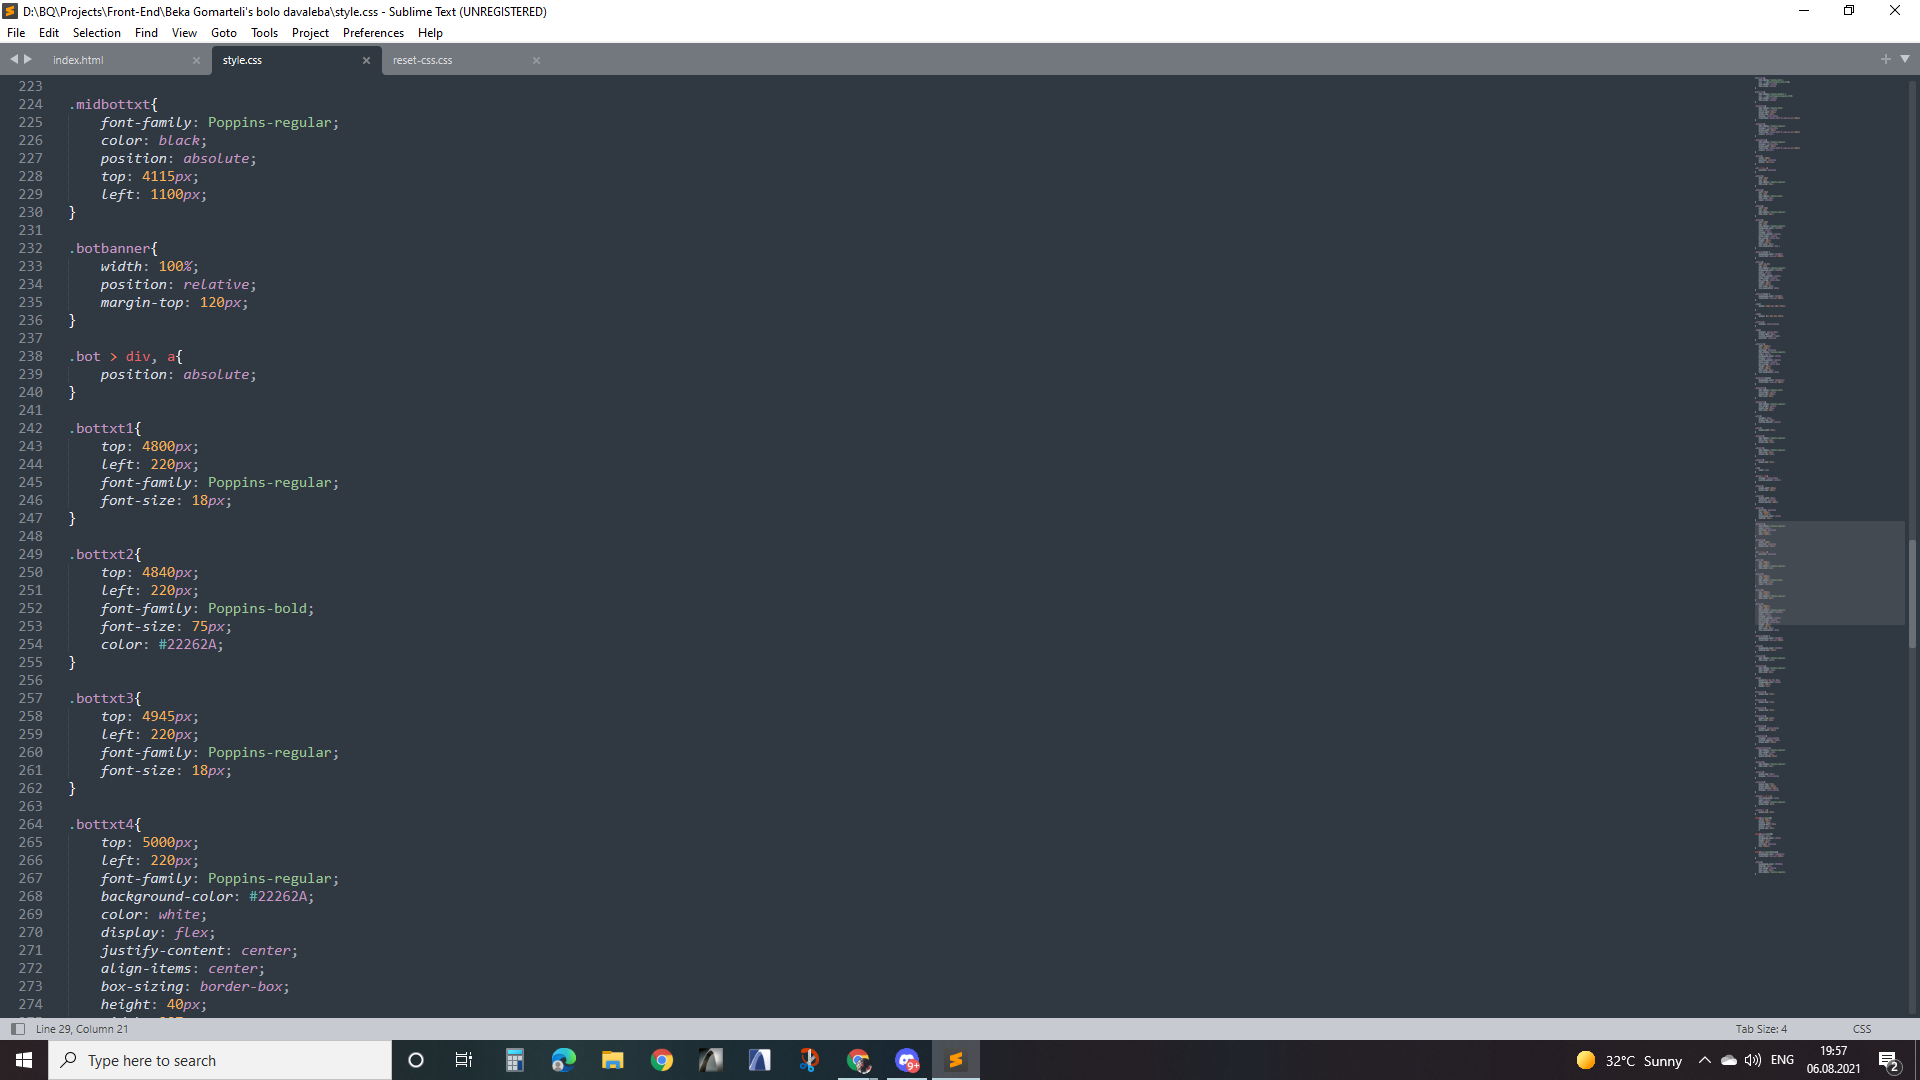 D:\BQ\Projects\Front-End\Beka Gomarteli's bolo davaleba\style.css - Sublime Text (UNREGISTERED)
File Edit Selection Find View Goto Tools Project Preferences Help
index.html style.css reset-css.css
223
224 .midbottxt{
225 font-family: Poppins-regular;
226 color: black;
227 position: absolute;
228 top: 4115px;
229 left: 1100px;
230 }
231
232 .botbanner{
233 width: 100%;
234 position: relative;
235 margin-top: 120px;
236 }
237
238 .bot > div, a{
239 position: absolute;
240 }
241
242 .bottxt1{
243 top: 4800px;
244 left: 220px;
245 font-family: Poppins-regular;
246 font-size: 18px;
247 }
248
249 .bottxt2{
250 top: 4840px;
251 left: 220px;
252 font-family: Poppins-bold;
253 font-size: 75px;
254 color: #22262A;
255 }
256
257 .bottxt3{
258 top: 4945px;
259 left: 220px;
260 font-family: Poppins-regular;
261 font-size: 18px;
262 }
263
264 .bottxt4{
265 top: 5000px;
266 left: 220px;
267 font-family: Poppins-regular;
268 background-color: #22262A;
269 color: white;
270 display: flex;
271 justify-content: center;
272 align-items: center;
273 box-sizing: border-box;
274 height: 40px;
Line 29, Column 21 Tab Size: 4 CSS
Type here to search 9+ 32°C Sunny ENG 19:57
06.08.2021 2